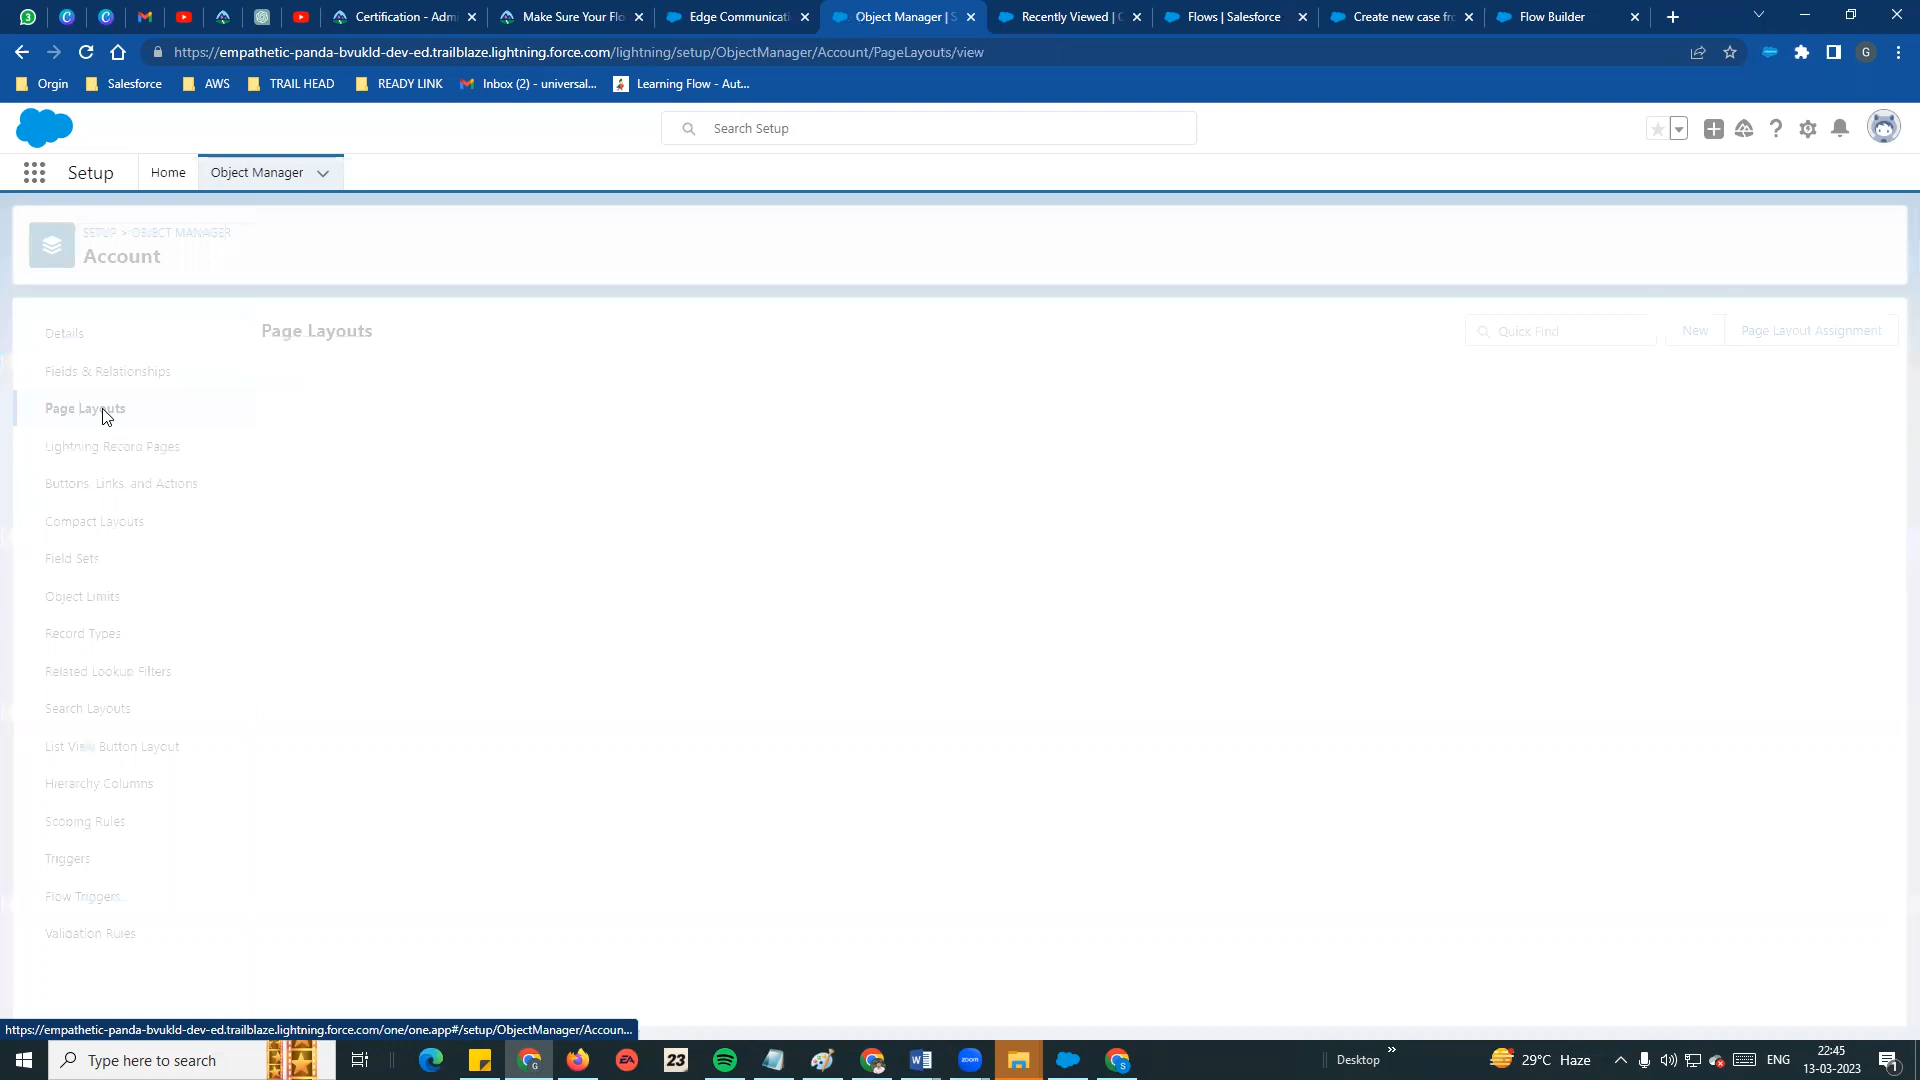 3
Certification - Admi
Make Sure Your Flo
Edge Communicati
Object Manager | S
Recently Viewed | C
Flows | Salesforce
Create new case fro
Flow Builder
https://empathetic-panda-bvukld-dev-ed.trailblaze.lightning.force.com/lightning/setup/ObjectManager/Account/PageLayouts/view
G
Orgin
Salesforce
AWS
TRAIL HEAD
READY LINK
Inbox (2) - universal...
Learning Flow - Aut...
Search Setup
Setup
Home
Object Manager
SETUP > OBJECT MANAGER
Account
Details
Fields & Relationships
Page Layouts
Lightning Record Pages
Buttons, Links, and Actions
Compact Layouts
Field Sets
Object Limits
Record Types
Related Lookup Filters
Search Layouts
List View Button Layout
Hierarchy Columns
Scoping Rules
Triggers
Flow Triggers
Validation Rules
Page Layouts
Quick Find
New
Page Layout Assignment
https://empathetic-panda-bvukld-dev-ed.trailblaze.lightning.force.com/one/one.app#/setup/ObjectManager/Accoun...
Type here to search
G
EA
23
zoom
S
Desktop
29°C Haze
ENG
22:45
13-03-2023
1